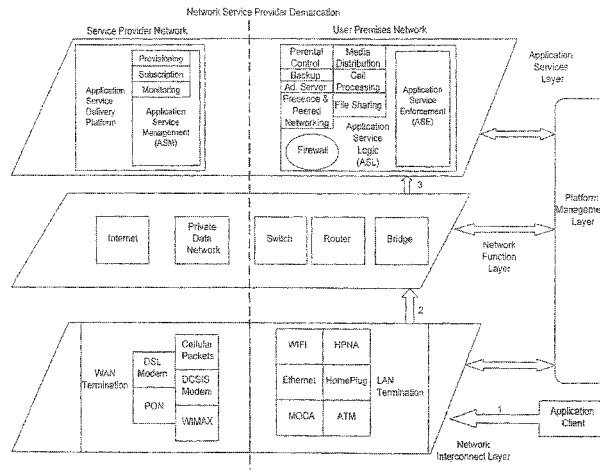 Network Service Provider Demarcation
Service Provider Network
User Premises Network
Application
Service
Delivery
Platform
Provisioning
Subscription
Monitoring
Application
Service
Management
(ASM)
Parental
Control
Backup
Ad. Server
Presence &
Peered
Networking
Firewall
Media
Distribution
Call
Processing
File Sharing
Application
Service
Logic
(ASL)
Application
Service
Enforcement
(ASE)
Application
Services
Layer
3
Internet
Private
Data
Network
Switch
Router
Bridge
Network
Function
Layer
Platform
Management
Layer
2
WAN
Termination
DSL
Modem
PON
Cellular
Packets
DCSIS
Modem
WIMAX
WIFI
HPNA
Ethernet
HomePlug
MOCA
ATM
LAN
Termination
1
Application
Client
Network
Interconnect Layer